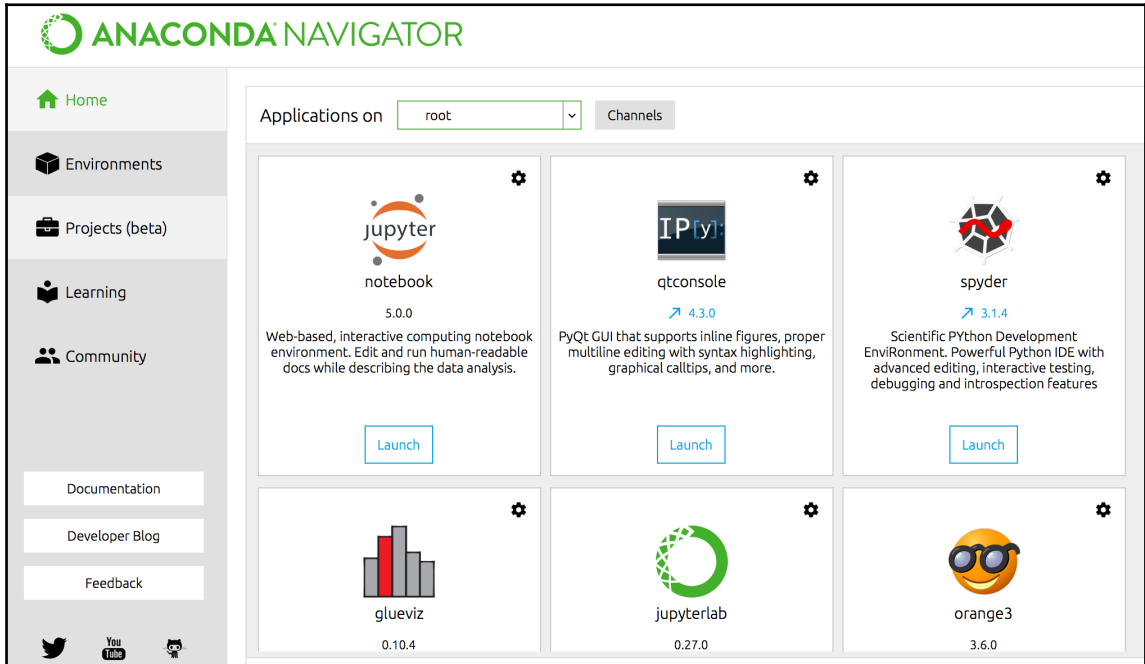 ANACONDA NAVIGATOR
Home
Environments
Projects (beta)
Learning
Community
Documentation
Developer Blog
Feedback
You
Tube
Applications on root Channels
jupyter
notebook
5.0.0
Web-based, interactive computing notebook
environment. Edit and run human-readable
docs while describing the data analysis.
Launch
IP[y]:
qtconsole
4.3.0
PyQt GUI that supports inline figures, proper
multiline editing with syntax highlighting,
graphical calltips, and more.
Launch
spyder
3.1.4
Scientific PYthon Development
EnviRonment. Powerful Python IDE with
advanced editing, interactive testing,
debugging and introspection features
Launch
glueviz
0.10.4
jupyterlab
0.27.0
orange3
3.6.0